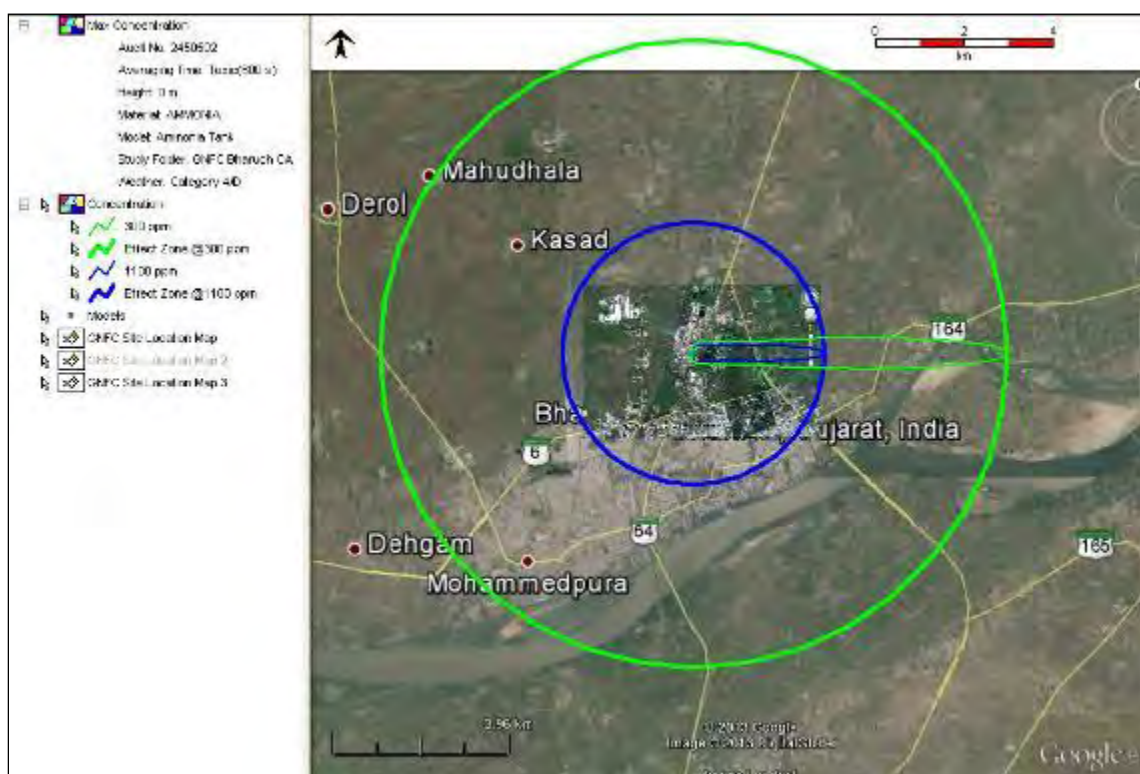 Max Concentration
Audit No: 2450502
Averaging Time: Toxic(600 s)
Height: 0 m
Material: AMMONIA
Model: Ammonia Tank
Study Folder: GNFC Bharuch CA
Weather: Category 4/D
Concentration
300 ppm
Effect Zone @300 ppm
1100 ppm
Effect Zone @1100 ppm
Models
GNFC Site Location Map
GNFC Site Location Map 2
GNFC Site Location Map 3
0 2 4
km
Mahudhala
Derol
Kasad
164
Bha
ujarat, India
6
64
Dehgam
165
Mohammedpura
3.96 km
Google
Image ©
Google